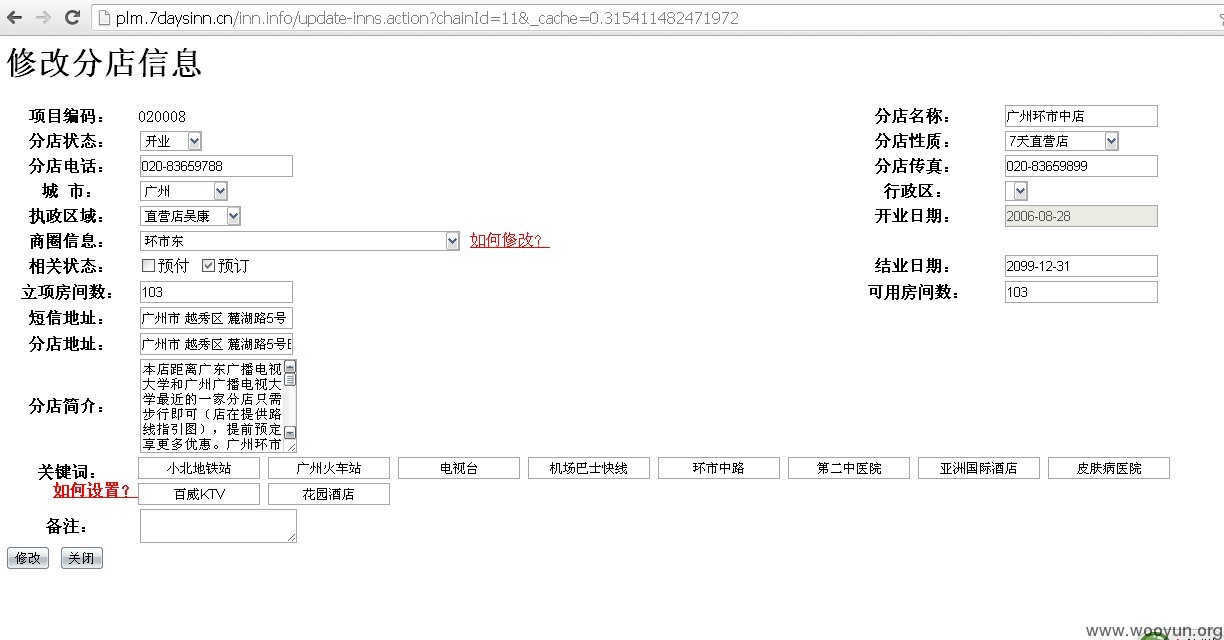 plm.7daysinn.cn/inn.info/update-inns.action?chainId=11&_cache=0.315411482471972
修改分店信息
项目编码： 020008 分店名称： 广州环市中店
分店状态： 开业 分店性质： 7天直营店
分店电话： 020-83659788 分店传真： 020-83659899
城 市： 广州 行政区：
执政区域： 直营店吴康 开业日期： 2006-08-28
商圈信息： 环市东 如何修改？
相关状态： 预付 预订 结业日期： 2099-12-31
立项房间数： 103 可用房间数： 103
短信地址： 广州市 越秀区 麓湖路5号
分店地址： 广州市 越秀区 麓湖路5号
分店简介：
本店距离广东广播电视
大学和广州广播电视大
学最近的一家分店只需
步行即可（店在提供路
线指引图），提前预定
享更多优惠。广州环市
关键词： 小北地铁站 广州火车站 电视台 机场巴士快线 环市中路 第二中医院 亚洲国际酒店 皮肤病医院
如何设置？ 百威KTV 花园酒店
备注：
修改 关闭
www.wooyun.org